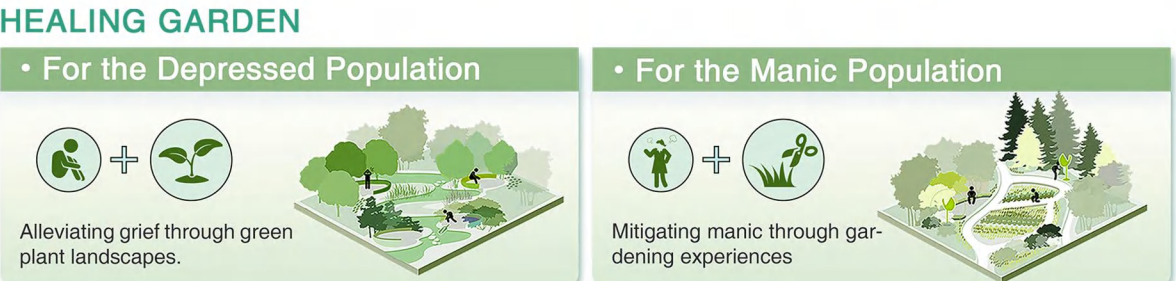 HEALING GARDEN
• For the Depressed Population
Alleviating grief through green
plant landscapes.
• For the Manic Population
Mitigating manic through gar-
dening experiences